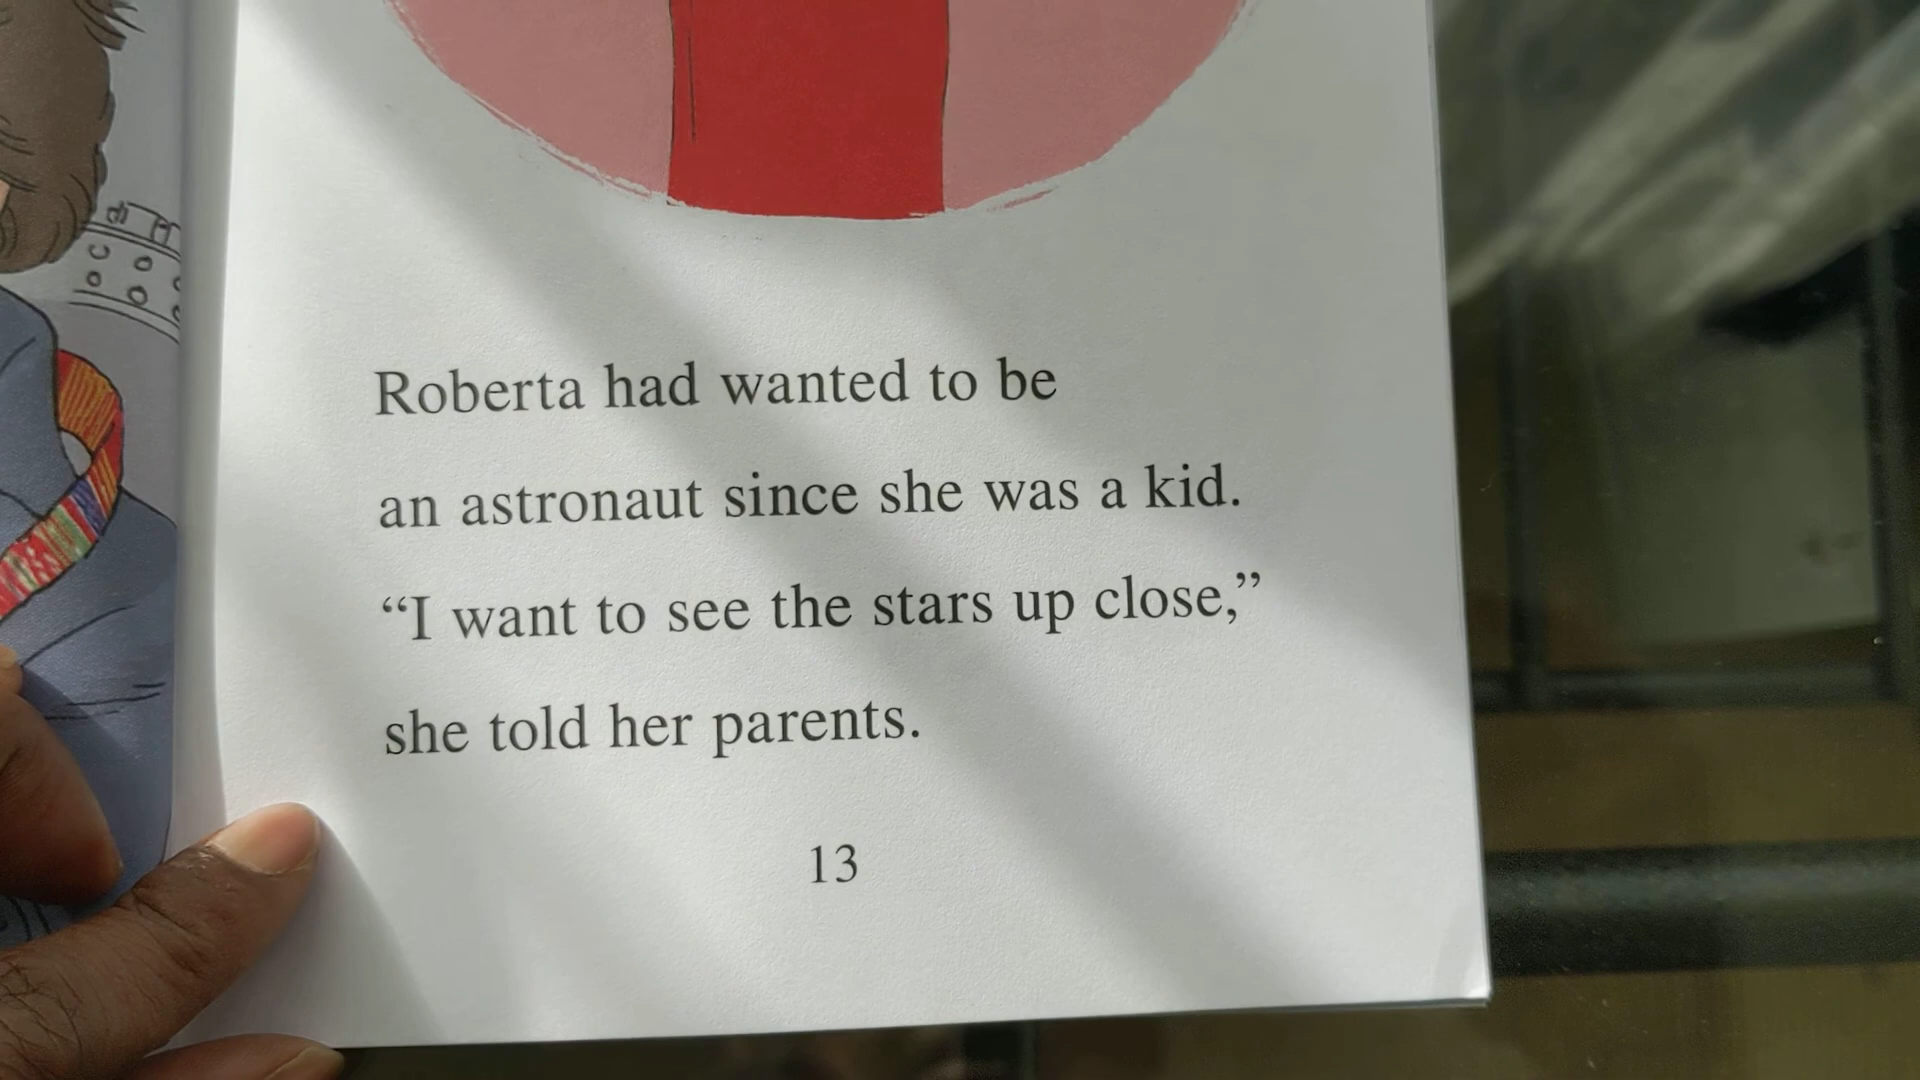 Roberta had wanted to be
an astronaut since she was a kid.
“I want to see the stars up close,”
she told her parents.
13